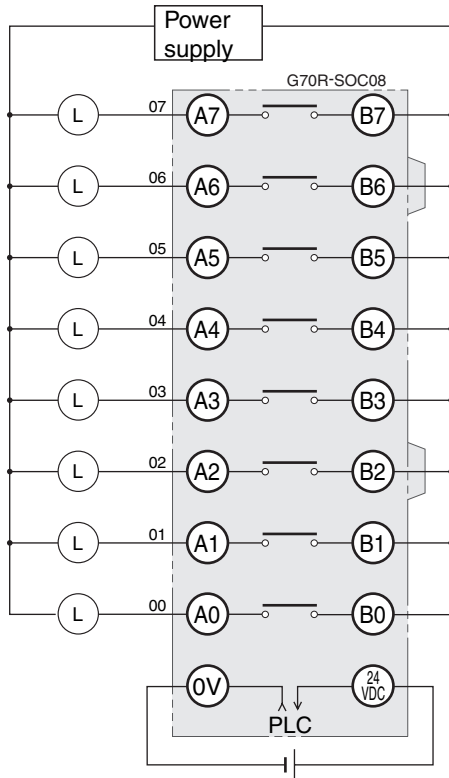 Power
supply
G70R-SOC08
L 07 A7 B7
L 06 A6 B6
L 05 A5 B5
L 04 A4 B4
L 03 A3 B3
L 02 A2 B2
L 01 A1 B1
L 00 A0 B0
0V 24
VDC
PLC